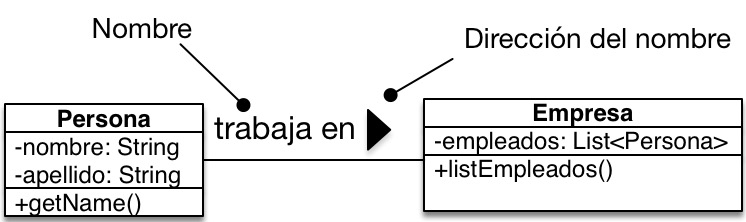 Nombre
Dirección del nombre
Persona
-nombre: String
-apellido: String
+getName()
trabaja en
Empresa
-empleados: List<Persona>
+listEmpleados()